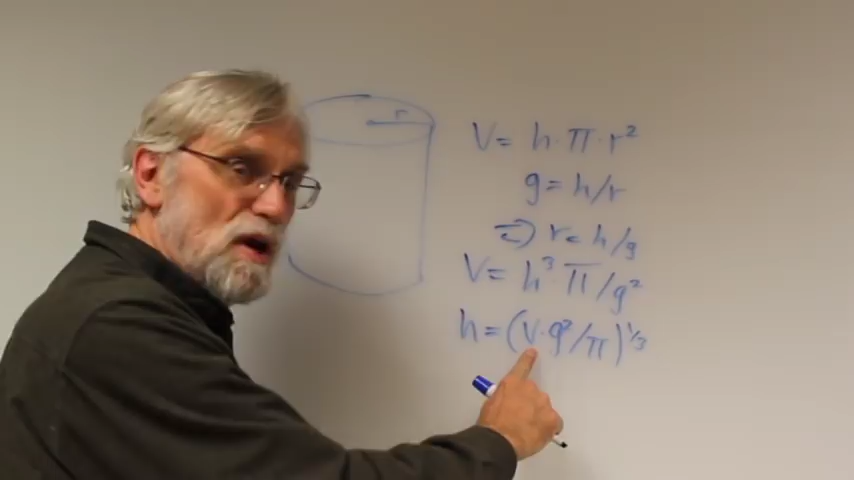 r
V = h · π · r²
g = h/r
=> r = h/g
V = h³ π/g²
h = (V · g²/π)^1/3